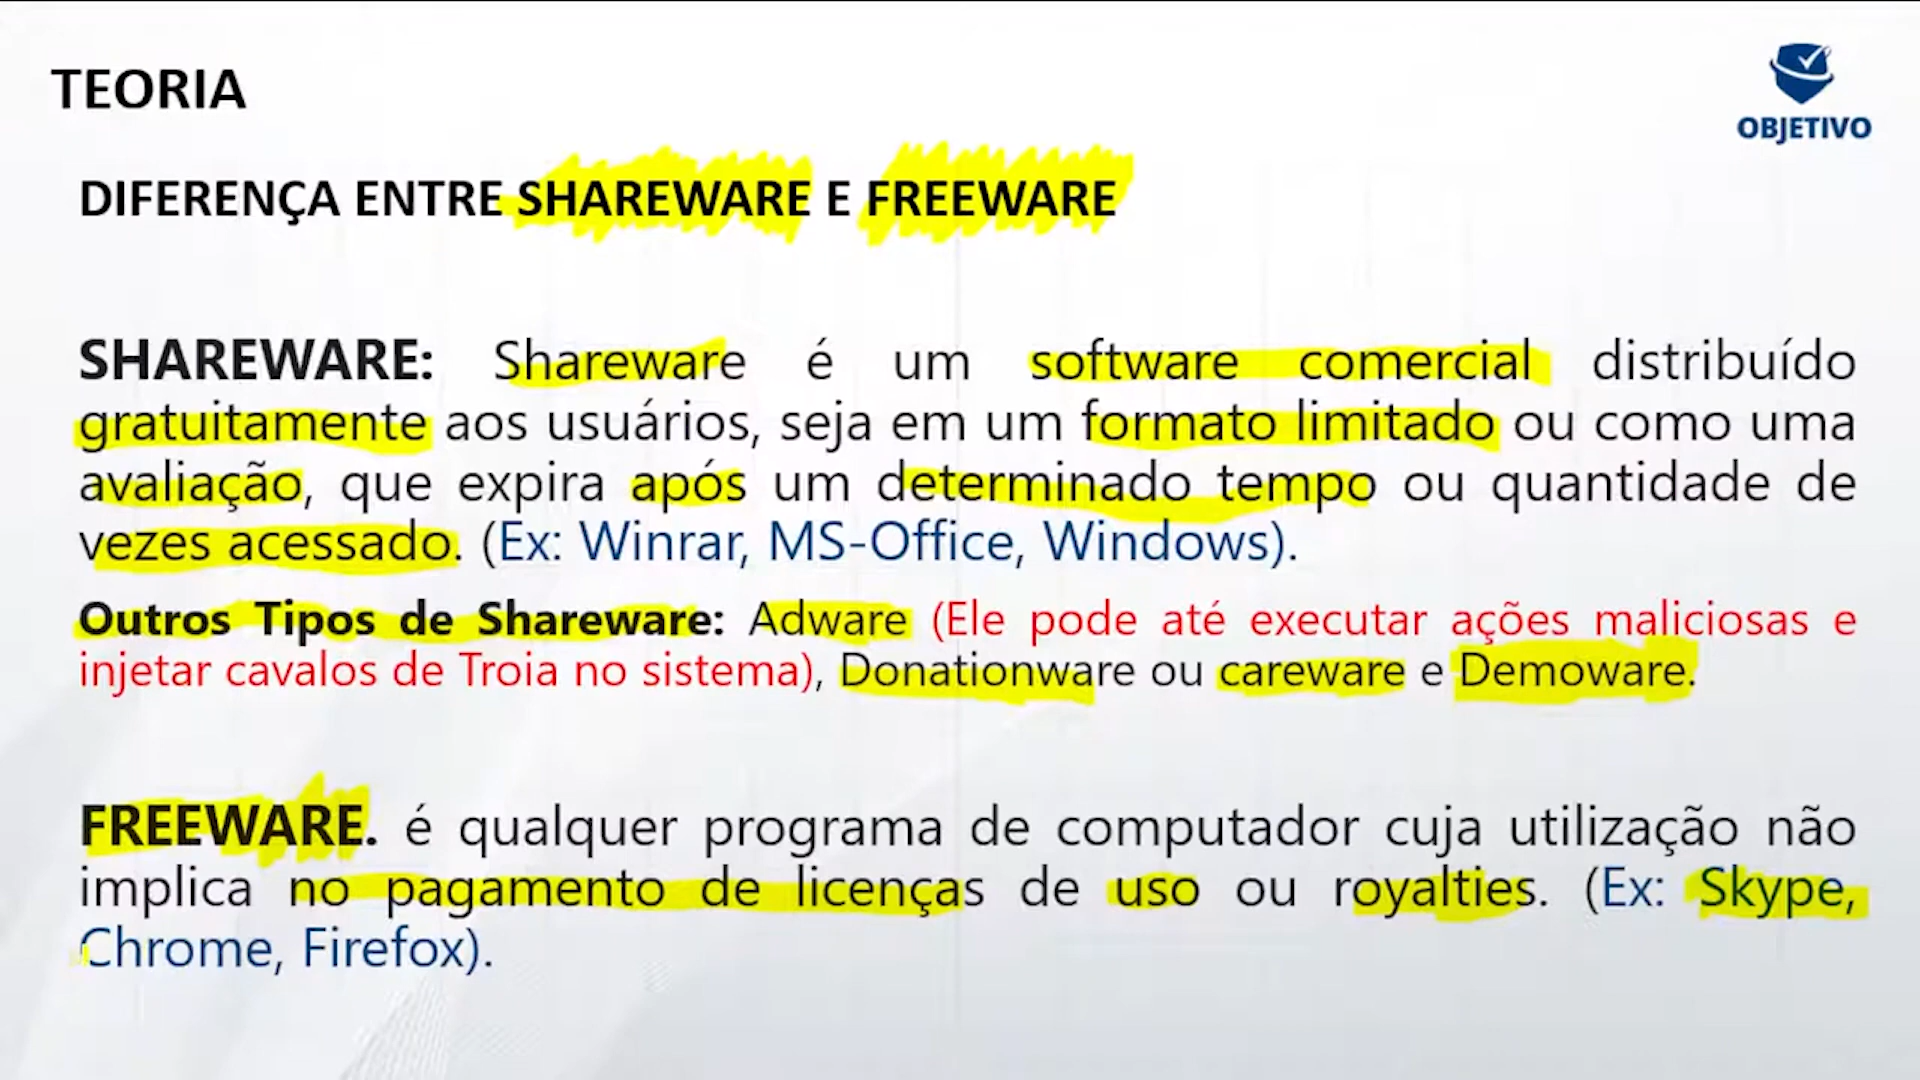 TEORIA
OBJETIVO
DIFERENÇA ENTRE SHAREWARE E FREEWARE
SHAREWARE: Shareware é um software comercial distribuído
gratuitamente aos usuários, seja em um formato limitado ou como uma
avaliação, que expira após um determinado tempo ou quantidade de
vezes acessado. (Ex: Winrar, MS-Office, Windows).
Outros Tipos de Shareware: Adware (Ele pode até executar ações maliciosas e
injetar cavalos de Troia no sistema), Donationware ou careware e Demoware.
FREEWARE. é qualquer programa de computador cuja utilização não
implica no pagamento de licenças de uso ou royalties. (Ex: Skype,
Chrome, Firefox).